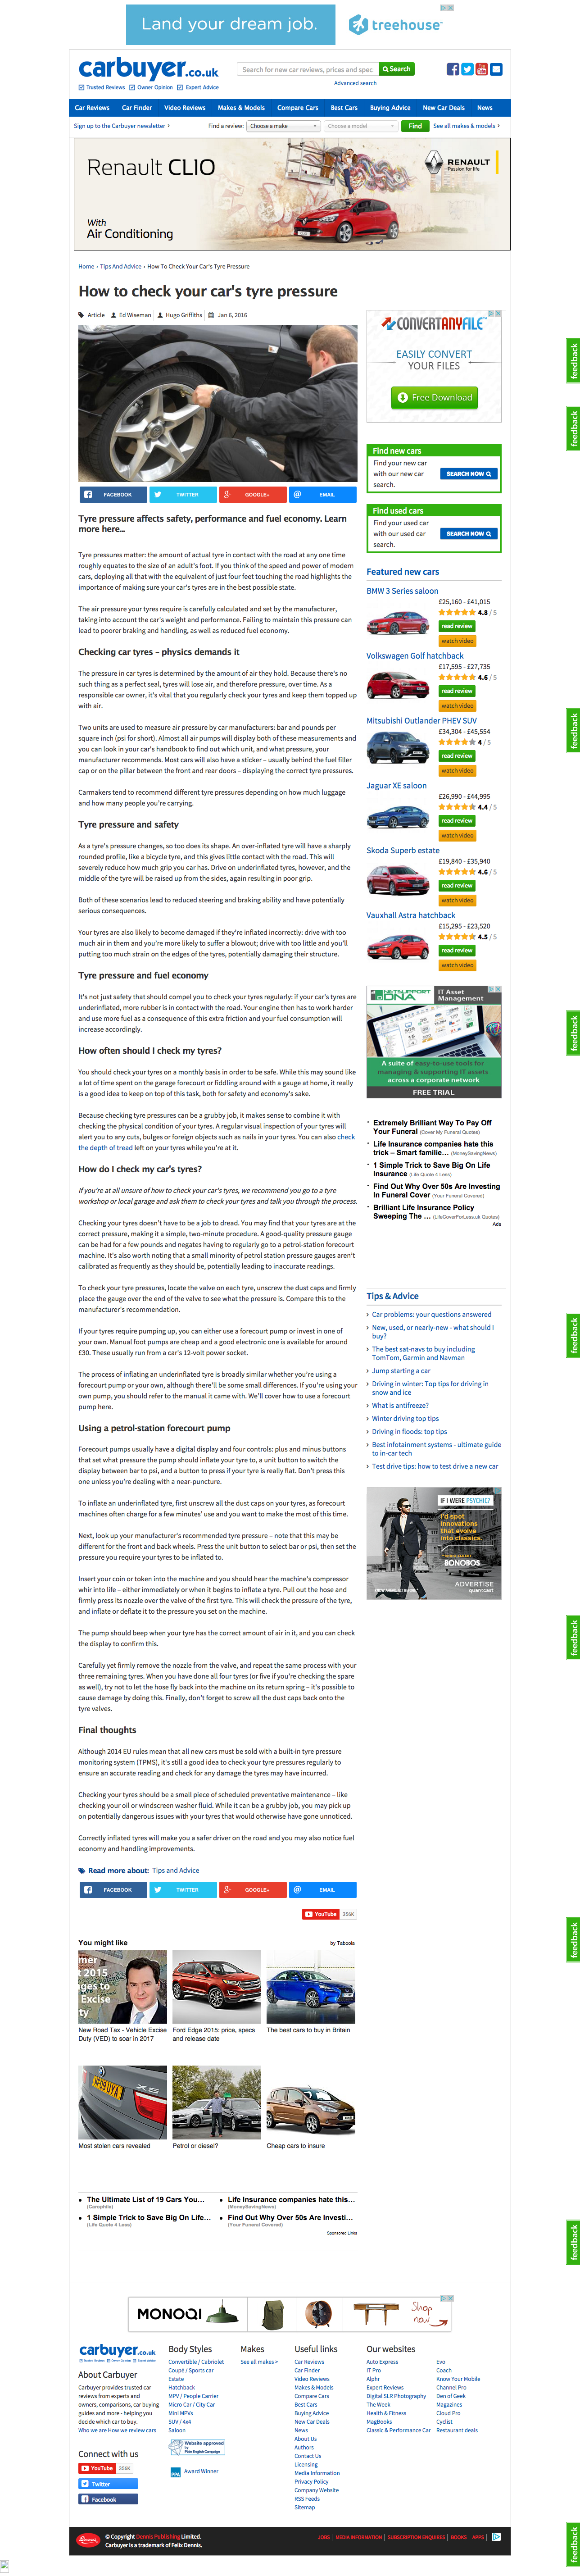 Land your dream job.
treehouse
carbuyer.co.uk
Trusted Reviews Owner Opinion Expert Advice
Search for new car reviews, prices and spec
Search
Advanced search
Car Reviews Car Finder Video Reviews Makes & Models Compare Cars Best Cars Buying Advice New Car Deals News
Sign up to the Carbuyer newsletter ›
Find a review: Choose a make Choose a model Find See all makes & models ›
Renault CLIO
With
Air Conditioning
RENAULT
Passion for life
Home › Tips And Advice › How To Check Your Car's Tyre Pressure
How to check your car's tyre pressure
Article Ed Wiseman Hugo Griffiths Jan 6, 2016
FACEBOOK TWITTER GOOGLE+ EMAIL
Tyre pressure affects safety, performance and fuel economy. Learn
more here...
Tyre pressures matter: the amount of actual tyre in contact with the road at any one time
roughly equates to the size of an adult's foot. If you think of the speed and power of modern
cars, deploying all that with the equivalent of just four feet touching the road highlights the
importance of making sure your car's tyres are in the best possible state.
The air pressure your tyres require is carefully calculated and set by the manufacturer,
taking into account the car's weight and performance. Failing to maintain this pressure can
lead to poorer braking and handling, as well as reduced fuel economy.
Checking car tyres – physics demands it
The pressure in car tyres is determined by the amount of air they hold. Because there's no
such thing as a perfect seal, tyres will lose air, and therefore pressure, over time. As a
responsible car owner, it's vital that you regularly check your tyres and keep them topped up
with air.
Two units are used to measure air pressure by car manufacturers: bar and pounds per
square inch (psi for short). Almost all air pumps will display both on their instruments and
you can look in your car's handbook to find out which unit, and what pressure, your
manufacturer recommends. Most cars will also have a sticker – usually behind the fuel filler
cap or on the pillar between the front and rear doors – displaying the correct tyre pressures.
Carmakers tend to recommend different tyre pressures depending on how much luggage
and how many people you're carrying.
Tyre pressure and safety
As a tyre's pressure changes, so too does its shape. An over-inflated tyre will have a sharply
rounded profile, like a bicycle tyre, and this gives little contact with the road. This will
severely reduce how much grip you car has. Drive on underinflated tyres, however, and the
middle of the tyre will be raised up from the sides, again resulting in poor grip.
Both of these scenarios lead to reduced steering and braking ability and have potentially
serious consequences.
Your tyres are also likely to become damaged if they're inflated incorrectly: drive with too
much air in them and you're more likely to suffer a blowout; drive with too little and you'll be
putting too much strain on the edges of the tyres, potentially damaging their structure.
Tyre pressure and fuel economy
It's not just safety that should compel you to check your tyres regularly: if your car's tyres are
underinflated, more rubber is in contact with the road. Your engine then has to work harder
and use more fuel as a consequence of this extra friction and your fuel consumption will
increase accordingly.
How often should I check my tyres?
You should check your tyres on a monthly basis in order to be safe. While this may sound like
a lot of time spent on the garage forecourt or fiddling around with a gauge at home, it really
is a good idea to keep on top of this task, both for safety and economy's sake.
Because checking tyre pressures can be a grubby job, it makes sense to combine it with
checking the physical condition of your tyres. A regular visual inspection of your tyres will
alert you to any cuts, bulges or foreign objects such as nails in your tyres. You can also check
the depth of tread left on your tyres while you're at it.
How do I check my car's tyres?
If you're at all unsure of how to check your car's tyres, we recommend you go to a tyre
workshop or local garage and ask them to check your tyres and talk you through the process.
Checking your tyres doesn't have to be a job to dread. You may find that your tyres are at the
correct pressure, making it a simple, two-minute procedure. A good-quality pressure gauge
can be had for a few pounds and negates having to regularly go to a petrol-station forecourt
machine. It's also worth noting that a small minority of petrol station pressure gauges aren't
calibrated as frequently as they should be, potentially leading to inaccurate readings.
To check your tyre pressures, locate the valve on each tyre, unscrew the dust caps and firmly
place the gauge over the end of the valve to see what the pressure is. Compare this to the
manufacturer's recommendation.
If your tyres require pumping up, you can either use a forecourt pump or invest in one of
your own. Manual foot pumps are cheap and a good electronic one is available for around
£30. These usually run from a car's 12-volt power socket.
The process of inflating an underinflated tyre is broadly similar whether you're using a
forecourt pump or your own, although there'll be some small differences. If you're using your
own pump, you should refer to the manual it came with. We'll cover how to use a forecourt
pump here.
Using a petrol-station forecourt pump
Forecourt pumps usually have a digital display and four controls: plus and minus buttons
that set what pressure the pump should inflate your tyre to, a unit button to switch the
display between bar to psi, and a button to press if your tyre is really flat. Don't press this
one unless you're dealing with a near-puncture.
To inflate an underinflated tyre, first unscrew all the dust caps on your tyres, as forecourt
machines often charge for a few minutes' use and you want to make the most of this time.
Next, look up your manufacturer's recommended tyre pressure – note that this may be
different for the front and back wheels. Press the unit button to select bar or psi, then set the
pressure you require your tyres to be inflated to.
Insert your coin or token into the machine and you should hear the machine's compressor
whir into life – either immediately or when it begins to inflate a tyre. Pull out the hose and
firmly press its nozzle over the valve of the first tyre. This will check the pressure of the tyre,
and inflate or deflate it to the pressure you set on the machine.
The pump should beep when your tyre has the correct amount of air in it, and you can check
the display to confirm this.
Carefully yet firmly remove the nozzle from the valve, and repeat the same process with your
three remaining tyres. When you have done all four tyres (or five if you're checking the spare
as well), try not to let the hose fly back into the machine on its return spring – it's possible to
cause damage by doing this. Finally, don't forget to screw all the dust caps back onto the
tyre valves.
Final thoughts
Although 2014 EU rules mean that all new cars must be sold with a built-in tyre pressure
monitoring system (TPMS), it's still a good idea to check your tyre pressures regularly to
ensure an accurate reading and check for any damage the tyres may have incurred.
Checking your tyres should be a small piece of scheduled preventative maintenance – like
checking your oil or windscreen washer fluid. While it can be a grubby job, you may pick up
on potentially dangerous issues with your tyres that would otherwise have gone unnoticed.
Correctly inflated tyres will make you a safer driver on the road and you may also notice fuel
economy and handling improvements.
Read more about: Tips and Advice
FACEBOOK TWITTER GOOGLE+ EMAIL
YouTube 356K
You might like
by Taboola
New Road Tax - Vehicle Excise
Duty (VED) to soar in 2017
Ford Edge 2015: price, specs
and release date
The best cars to buy in Britain
Most stolen cars revealed
Petrol or diesel?
Cheap cars to insure
The Ultimate List of 19 Cars You...
(Carophile)
Life Insurance companies hate this...
(MoneySavingNews)
1 Simple Trick to Save Big On Life...
(Life Quote 4 Less)
Find Out Why Over 50s Are Investi...
(Your Funeral Covered)
Sponsored Links
CONVERTANYFILE
EASILY CONVERT
YOUR FILES
Free Download
Find new cars
Find your new car
with our new car
search.
SEARCH NOW
Find used cars
Find your used car
with our used car
search.
SEARCH NOW
Featured new cars
BMW 3 Series saloon
£25,160 - £41,015
4.8 / 5
read review
watch video
Volkswagen Golf hatchback
£17,595 - £27,735
4.6 / 5
read review
watch video
Mitsubishi Outlander PHEV SUV
£34,304 - £45,554
4 / 5
read review
watch video
Jaguar XE saloon
£26,990 - £44,995
4.4 / 5
read review
watch video
Skoda Superb estate
£19,840 - £35,940
4.6 / 5
read review
watch video
Vauxhall Astra hatchback
£15,295 - £23,520
4.5 / 5
read review
watch video
NETSUPPORT
DNA
IT Asset
Management
A suite of easy-to-use tools for
managing & supporting IT assets
across a corporate network
FREE TRIAL
Extremely Brilliant Way To Pay Off
Your Funeral (Cover My Funeral Quotes)
Life Insurance companies hate this
trick – Smart familie... (MoneySavingNews)
1 Simple Trick to Save Big On Life
Insurance (Life Quote 4 Less)
Find Out Why Over 50s Are Investing
In Funeral Cover (Your Funeral Covered)
Brilliant Life Insurance Policy
Sweeping The ... (LifeCoverForLess.uk Quotes)
Ads
Tips & Advice
Car problems: your questions answered
New, used, or nearly-new - what should I
buy?
The best sat-navs to buy including
TomTom, Garmin and Navman
Jump starting a car
Driving in winter: Top tips for driving in
snow and ice
What is antifreeze?
Winter driving top tips
Driving in floods: top tips
Best infotainment systems - ultimate guide
to in-car tech
Test drive tips: how to test drive a new car
IF I WERE PSYCHIC?
I'd spot
innovations
that evolve
into classics.
BONOBOS
ADVERTISE
quantcast
feedback
feedback
feedback
feedback
feedback
feedback
feedback
feedback
feedback
MONOQI
Shop
now
carbuyer.co.uk
About Carbuyer
Carbuyer provides trusted car
reviews from experts and
owners, comparisons, car buying
guides and more - helping you
decide which car to buy.
Who we are How we review cars
Connect with us
YouTube 356K
Twitter
Facebook
Body Styles
Convertible / Cabriolet
Coupé / Sports car
Estate
Hatchback
MPV / People Carrier
Micro Car / City Car
Mini MPVs
SUV / 4x4
Saloon
Website approved
by
Plain English Campaign
PPA Award Winner
Makes
See all makes >
Useful links
Car Reviews
Car Finder
Video Reviews
Makes & Models
Compare Cars
Best Cars
Buying Advice
New Car Deals
News
About Us
Authors
Contact Us
Licensing
Media Information
Privacy Policy
Company Website
RSS Feeds
Sitemap
Our websites
Auto Express
IT Pro
Alphr
Expert Reviews
Digital SLR Photography
The Week
Health & Fitness
MagBooks
Classic & Performance Car
Evo
Coach
Know Your Mobile
Channel Pro
Den of Geek
Magazines
Cloud Pro
Cyclist
Restaurant deals
© Copyright Dennis Publishing Limited.
Carbuyer is a trademark of Felix Dennis.
JOBS | MEDIA INFORMATION | SUBSCRIPTION ENQUIRIES | BOOKS | APPS |